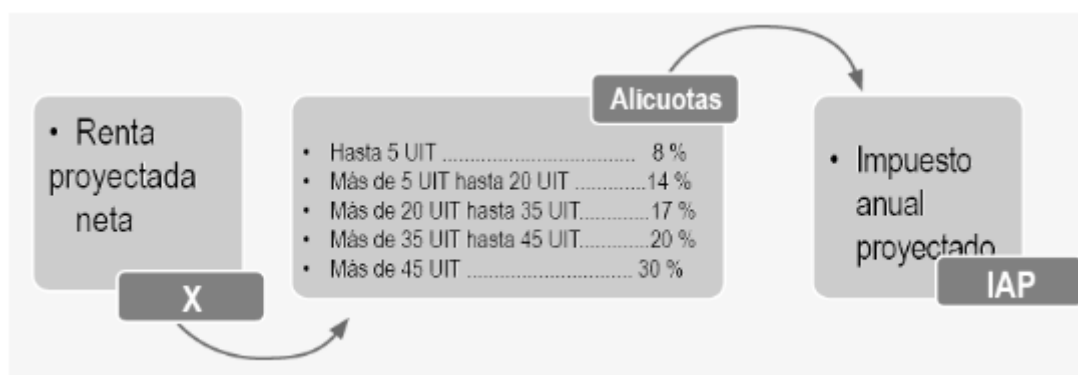 • Renta
proyectada
neta
X
Alicuotas
• Hasta 5 UIT .................................... 8 %
• Más de 5 UIT hasta 20 UIT .............14 %
• Más de 20 UIT hasta 35 UIT............. 17 %
• Más de 35 UIT hasta 45 UIT.............20 %
• Más de 45 UIT ............................... 30 %
• Impuesto
anual
proyectado
IAP